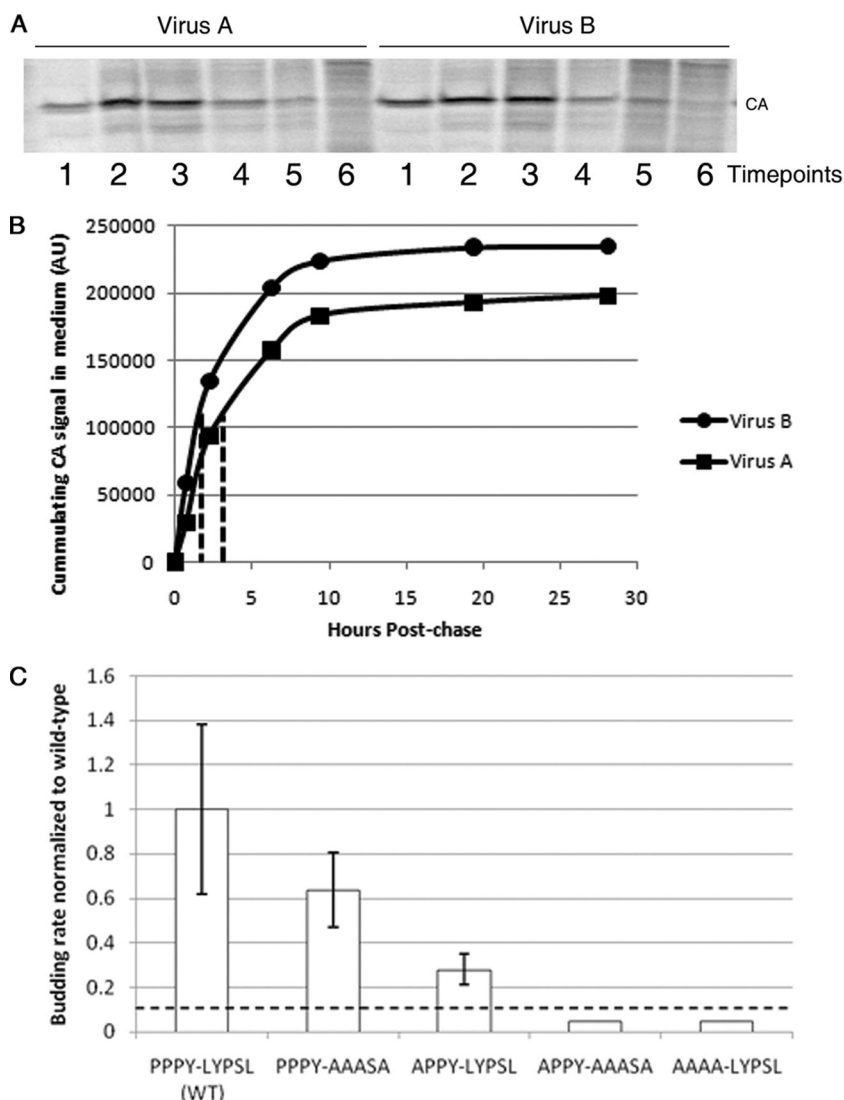 A
Virus A Virus B
CA
1 2 3 4 5 6 1 2 3 4 5 6 Timepoints
B
Cummulating CA signal in medium (AU)
250000
200000
150000
100000
50000
0
0 5 10 15 20 25 30
Hours Post-chase
Virus B
Virus A
C
Budding rate normalized to wild-type
1.6
1.4
1.2
1
0.8
0.6
0.4
0.2
0
PPPY-LYPSL PPPY-AAASA APPY-LYPSL APPY-AAASA AAAA-LYPSL
(WT)